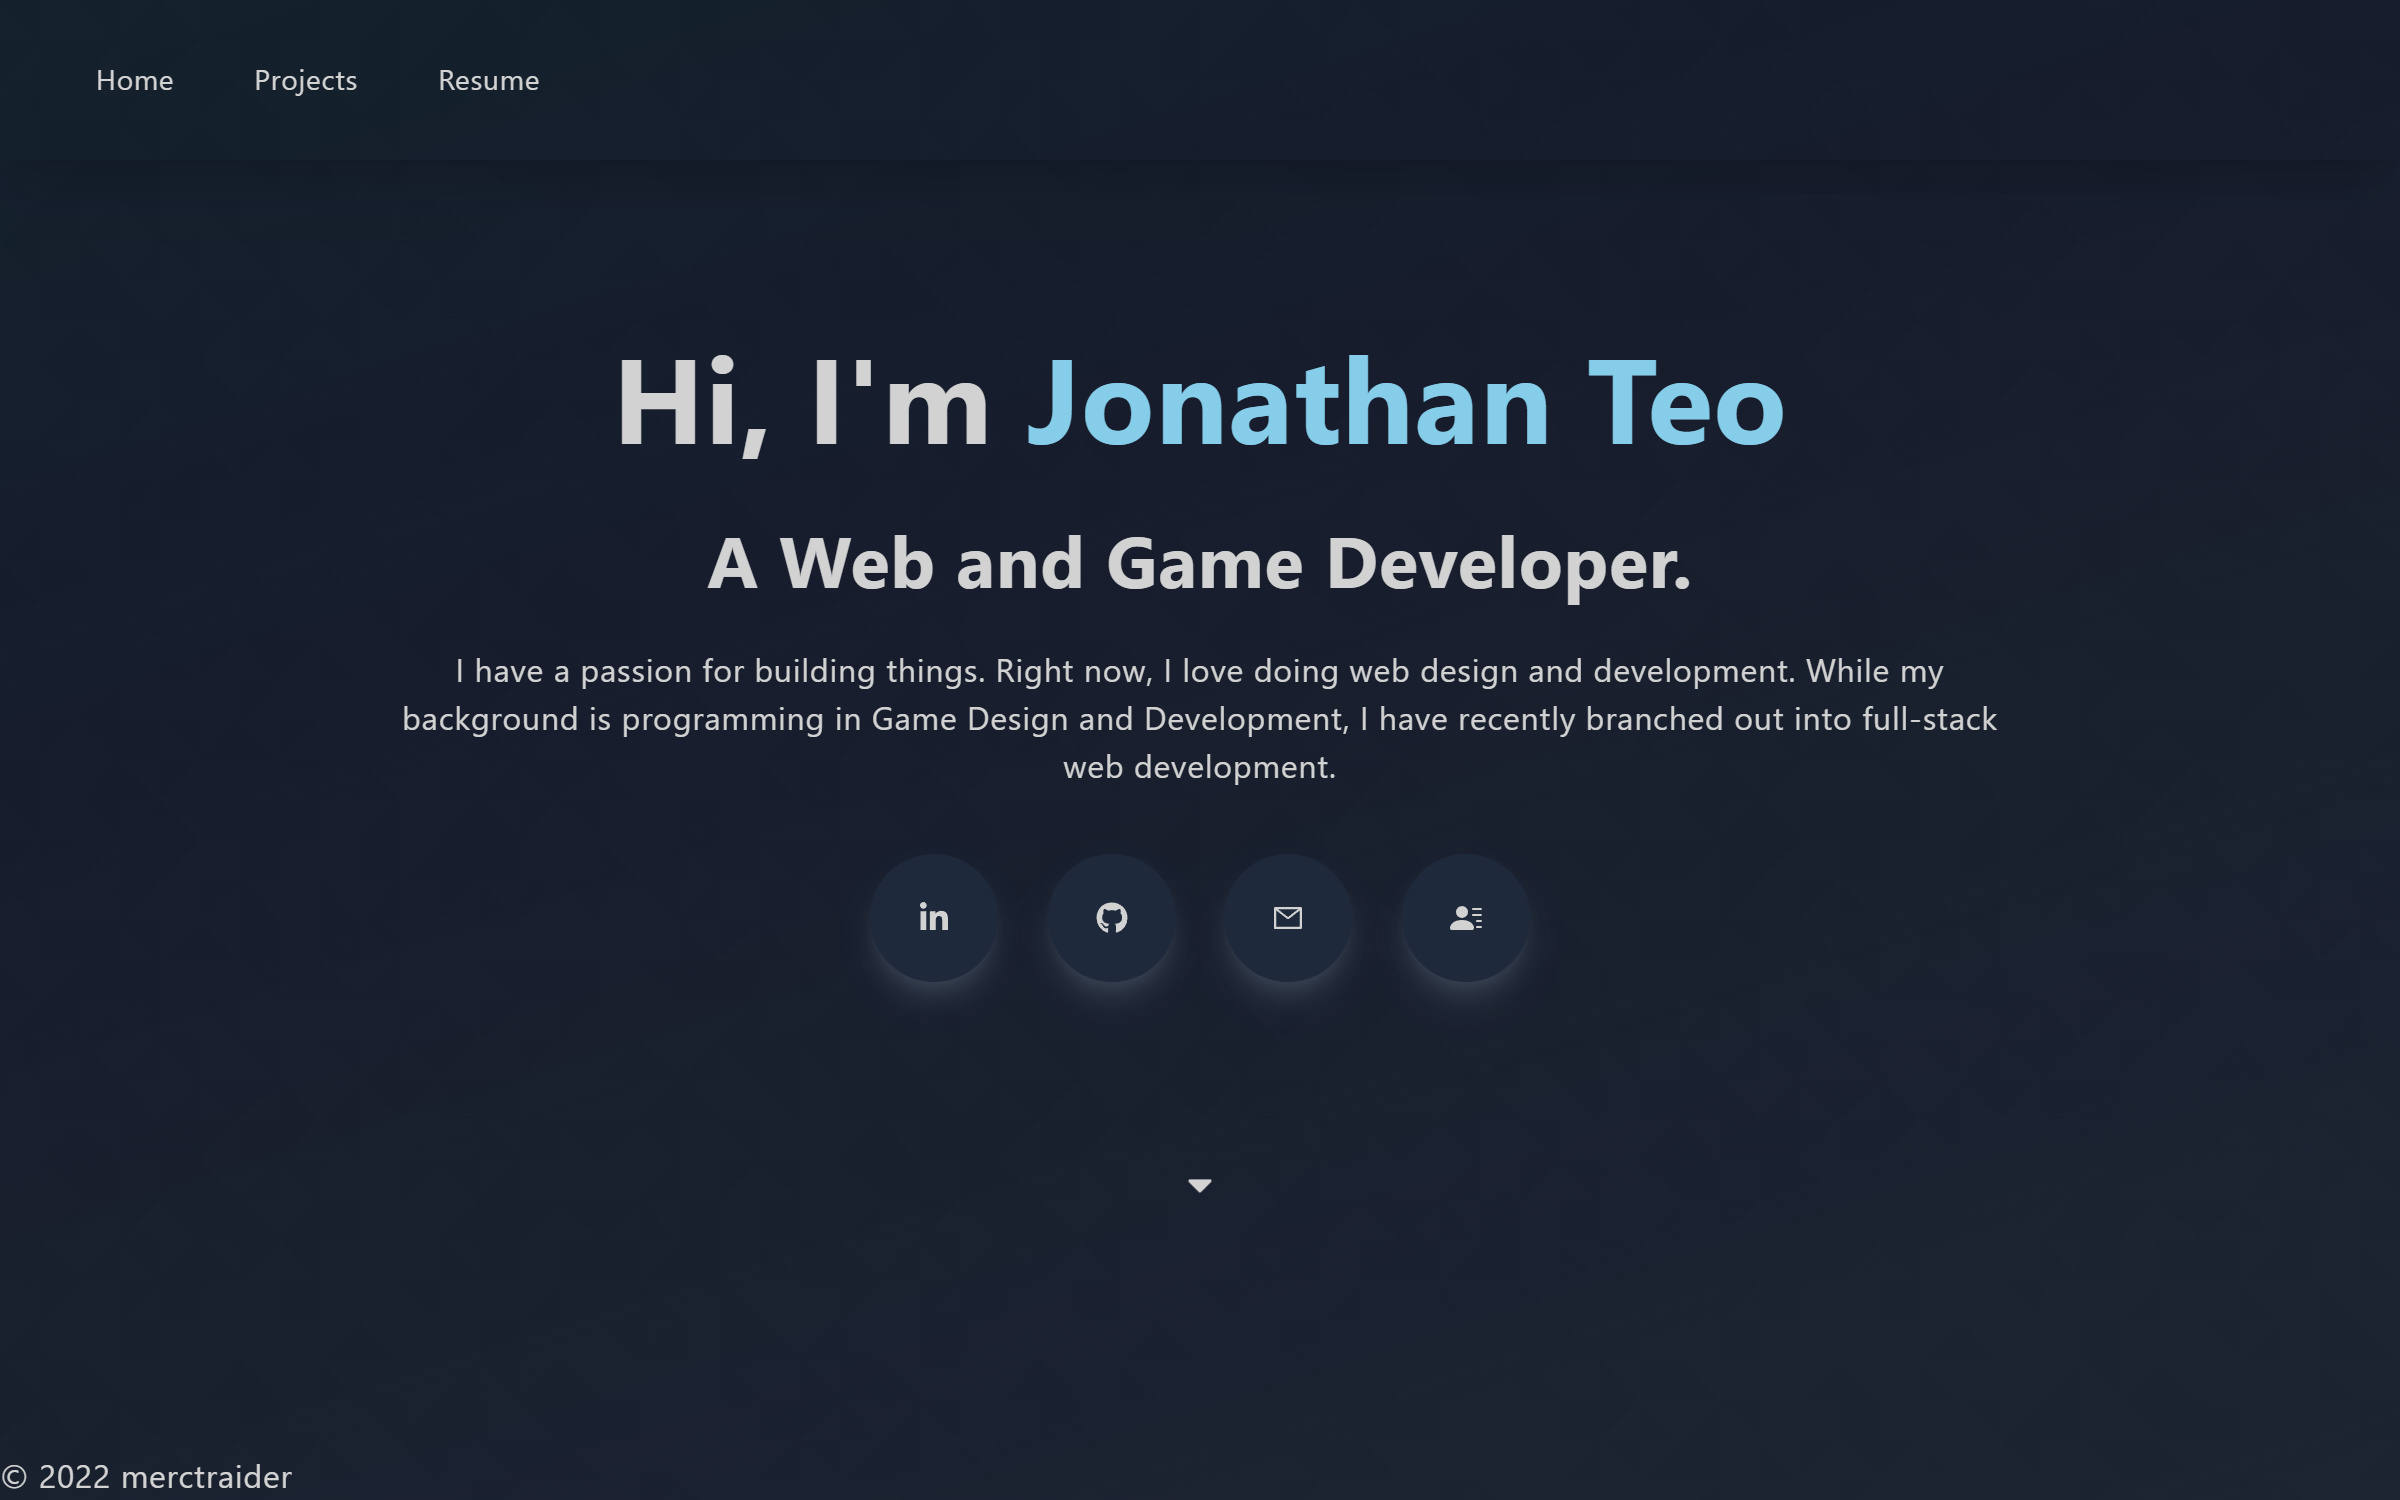 Home Projects Resume
Hi, I'm Jonathan Teo
A Web and Game Developer.
I have a passion for building things. Right now, I love doing web design and development. While my
background is programming in Game Design and Development, I have recently branched out into full-stack
web development.
in
© 2022 merctraider